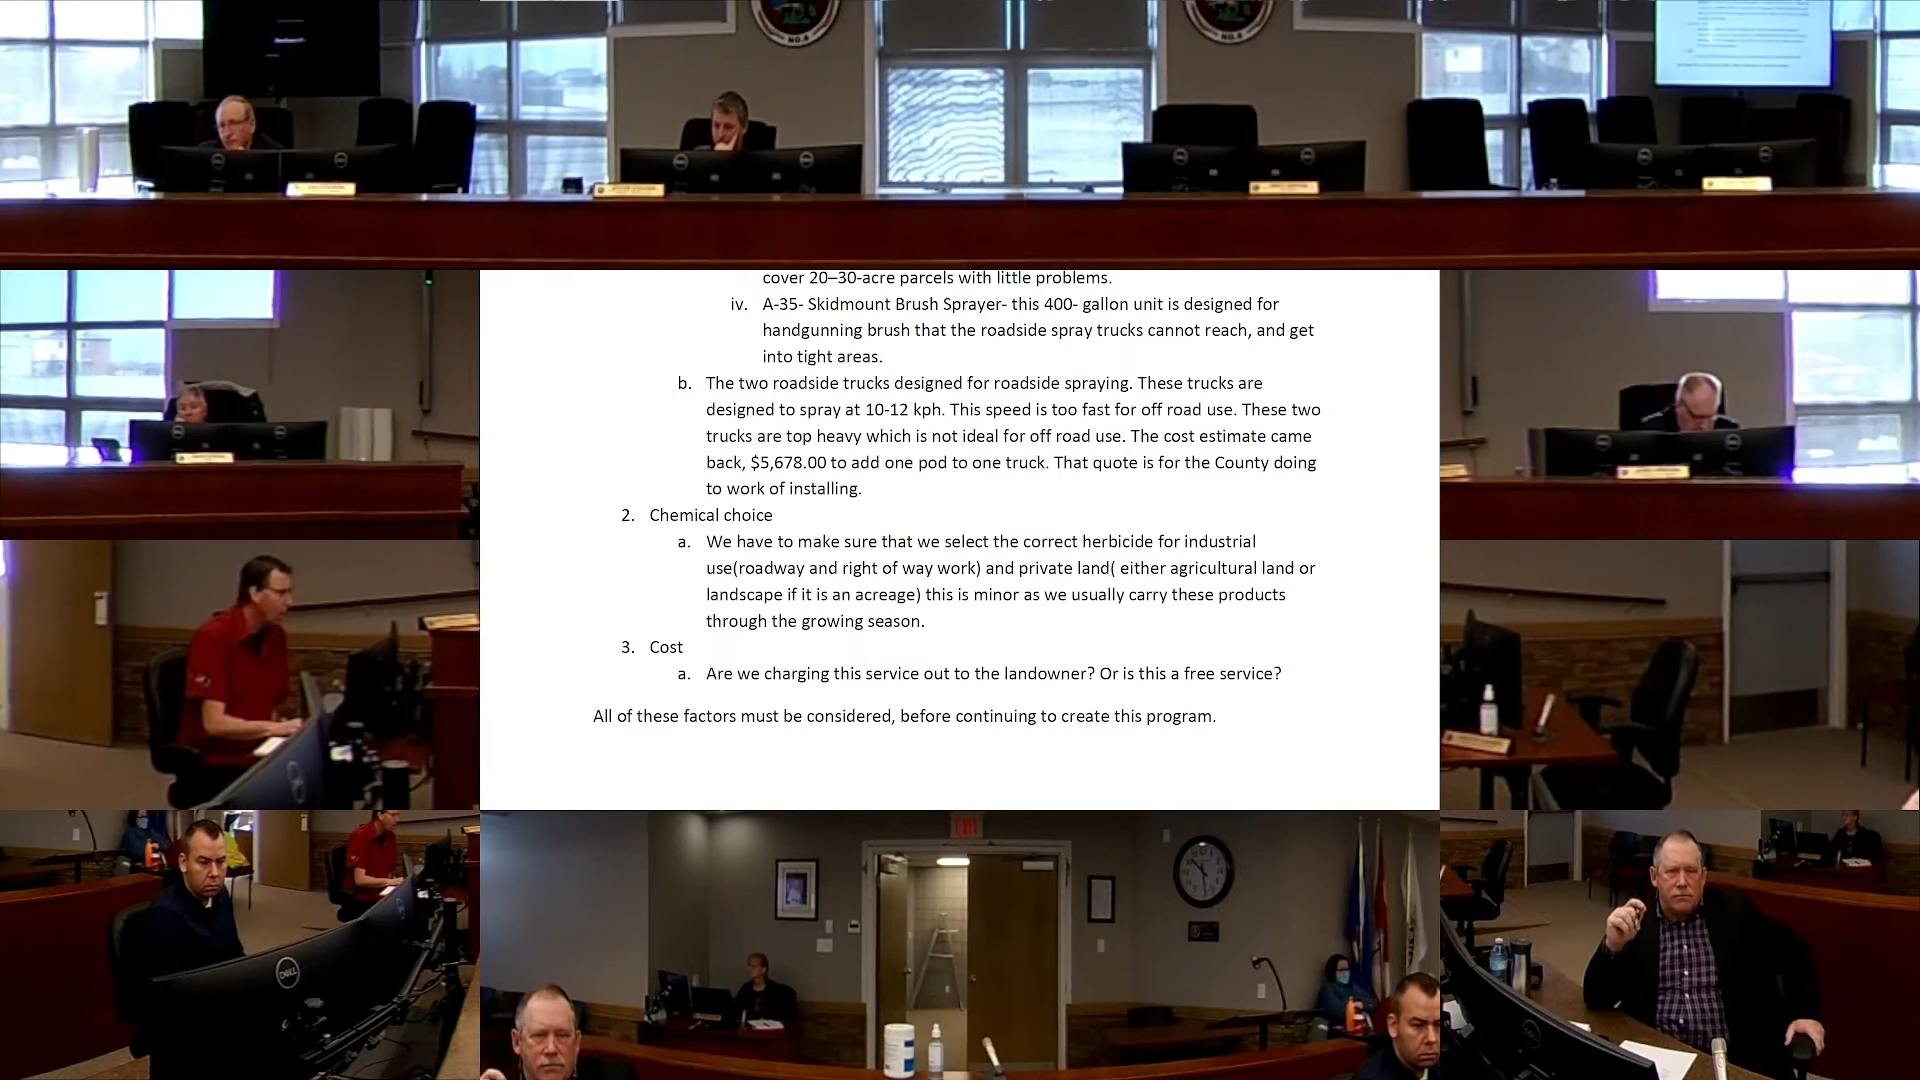 NO.6
NO.6
cover 20–30-acre parcels with little problems.
iv. A-35- Skidmount Brush Sprayer- this 400- gallon unit is designed for
handgunning brush that the roadside spray trucks cannot reach, and get
into tight areas.
b. The two roadside trucks designed for roadside spraying. These trucks are
designed to spray at 10-12 kph. This speed is too fast for off road use. These two
trucks are top heavy which is not ideal for off road use. The cost estimate came
back, $5,678.00 to add one pod to one truck. That quote is for the County doing
to work of installing.
2. Chemical choice
a. We have to make sure that we select the correct herbicide for industrial
use(roadway and right of way work) and private land( either agricultural land or
landscape if it is an acreage) this is minor as we usually carry these products
through the growing season.
3. Cost
a. Are we charging this service out to the landowner? Or is this a free service?
All of these factors must be considered, before continuing to create this program.
DELL
EXIT